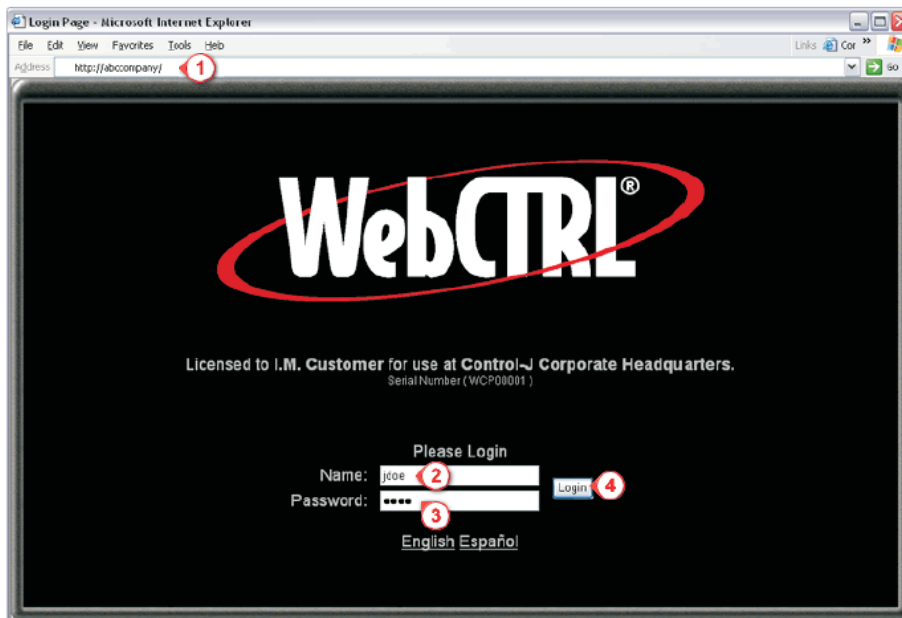 Login Page - Microsoft Internet Explorer
File Edit View Favorites Tools Help
Links Cor »
Address http://abccompany/ 1 Go
WebCTRL®
Licensed to I.M. Customer for use at Control-J Corporate Headquarters.
Serial Number ( WCP00001 )
Please Login
Name: jdoe 2
Login 4
Password: •••• 3
English Español